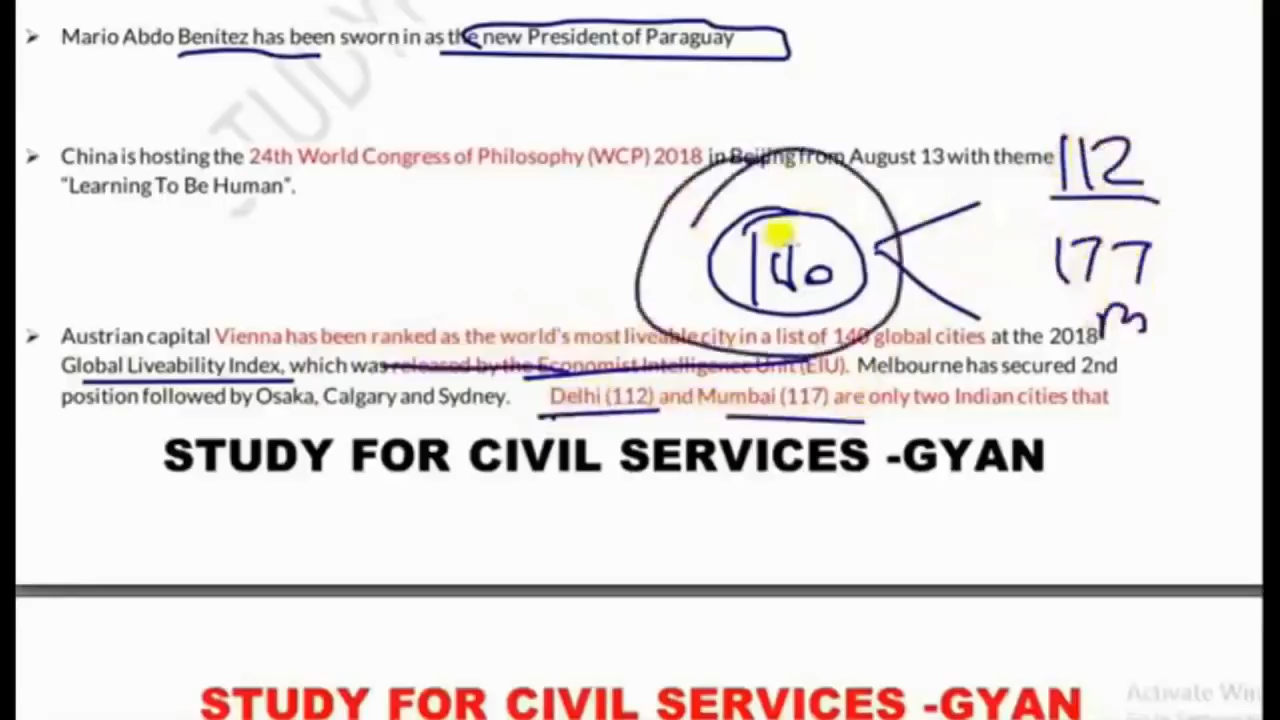 ➢ Mario Abdo Benítez has been sworn in as the new President of Paraguay
➢ China is hosting the 24th World Congress of Philosophy (WCP) 2018 in Beijing from August 13 with theme
"Learning To Be Human".
112
140
177
➢ Austrian capital Vienna has been ranked as the world's most liveable city in a list of 140 global cities at the 2018
Global Liveability Index, which was released by the Economist Intelligence Unit (EIU). Melbourne has secured 2nd
position followed by Osaka, Calgary and Sydney. Delhi (112) and Mumbai (117) are only two Indian cities that
STUDY FOR CIVIL SERVICES -GYAN
STUDY FOR CIVIL SERVICES -GYAN